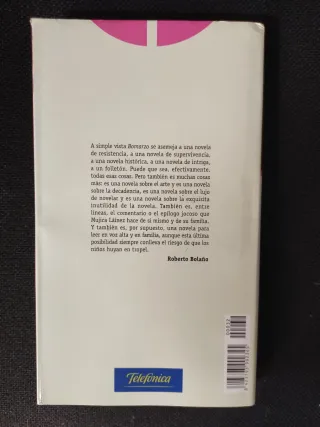 A simple vista Bomarzo se asemeja a una novela
de resistencia, a una novela de supervivencia,
a una novela histórica, a una novela de intriga,
a un folletón. Puede que sea, efectivamente,
todas esas cosas. Pero también es muchas cosas
más: es una novela sobre el arte y es una novela
sobre la decadencia, es una novela sobre el lujo
de novelar y es una novela sobre la exquisita
inutilidad de la novela. También es, entre
líneas, el comentario o el epílogo jocoso que
Mujica Láinez hace de sí mismo y de su familia.
Y también es, por supuesto, una novela para
leer en voz alta y en familia, aunque esta última
posibilidad siempre conlleva el riesgo de que los
niños huyan en tropel.
Roberto Bolaño
Telefónica